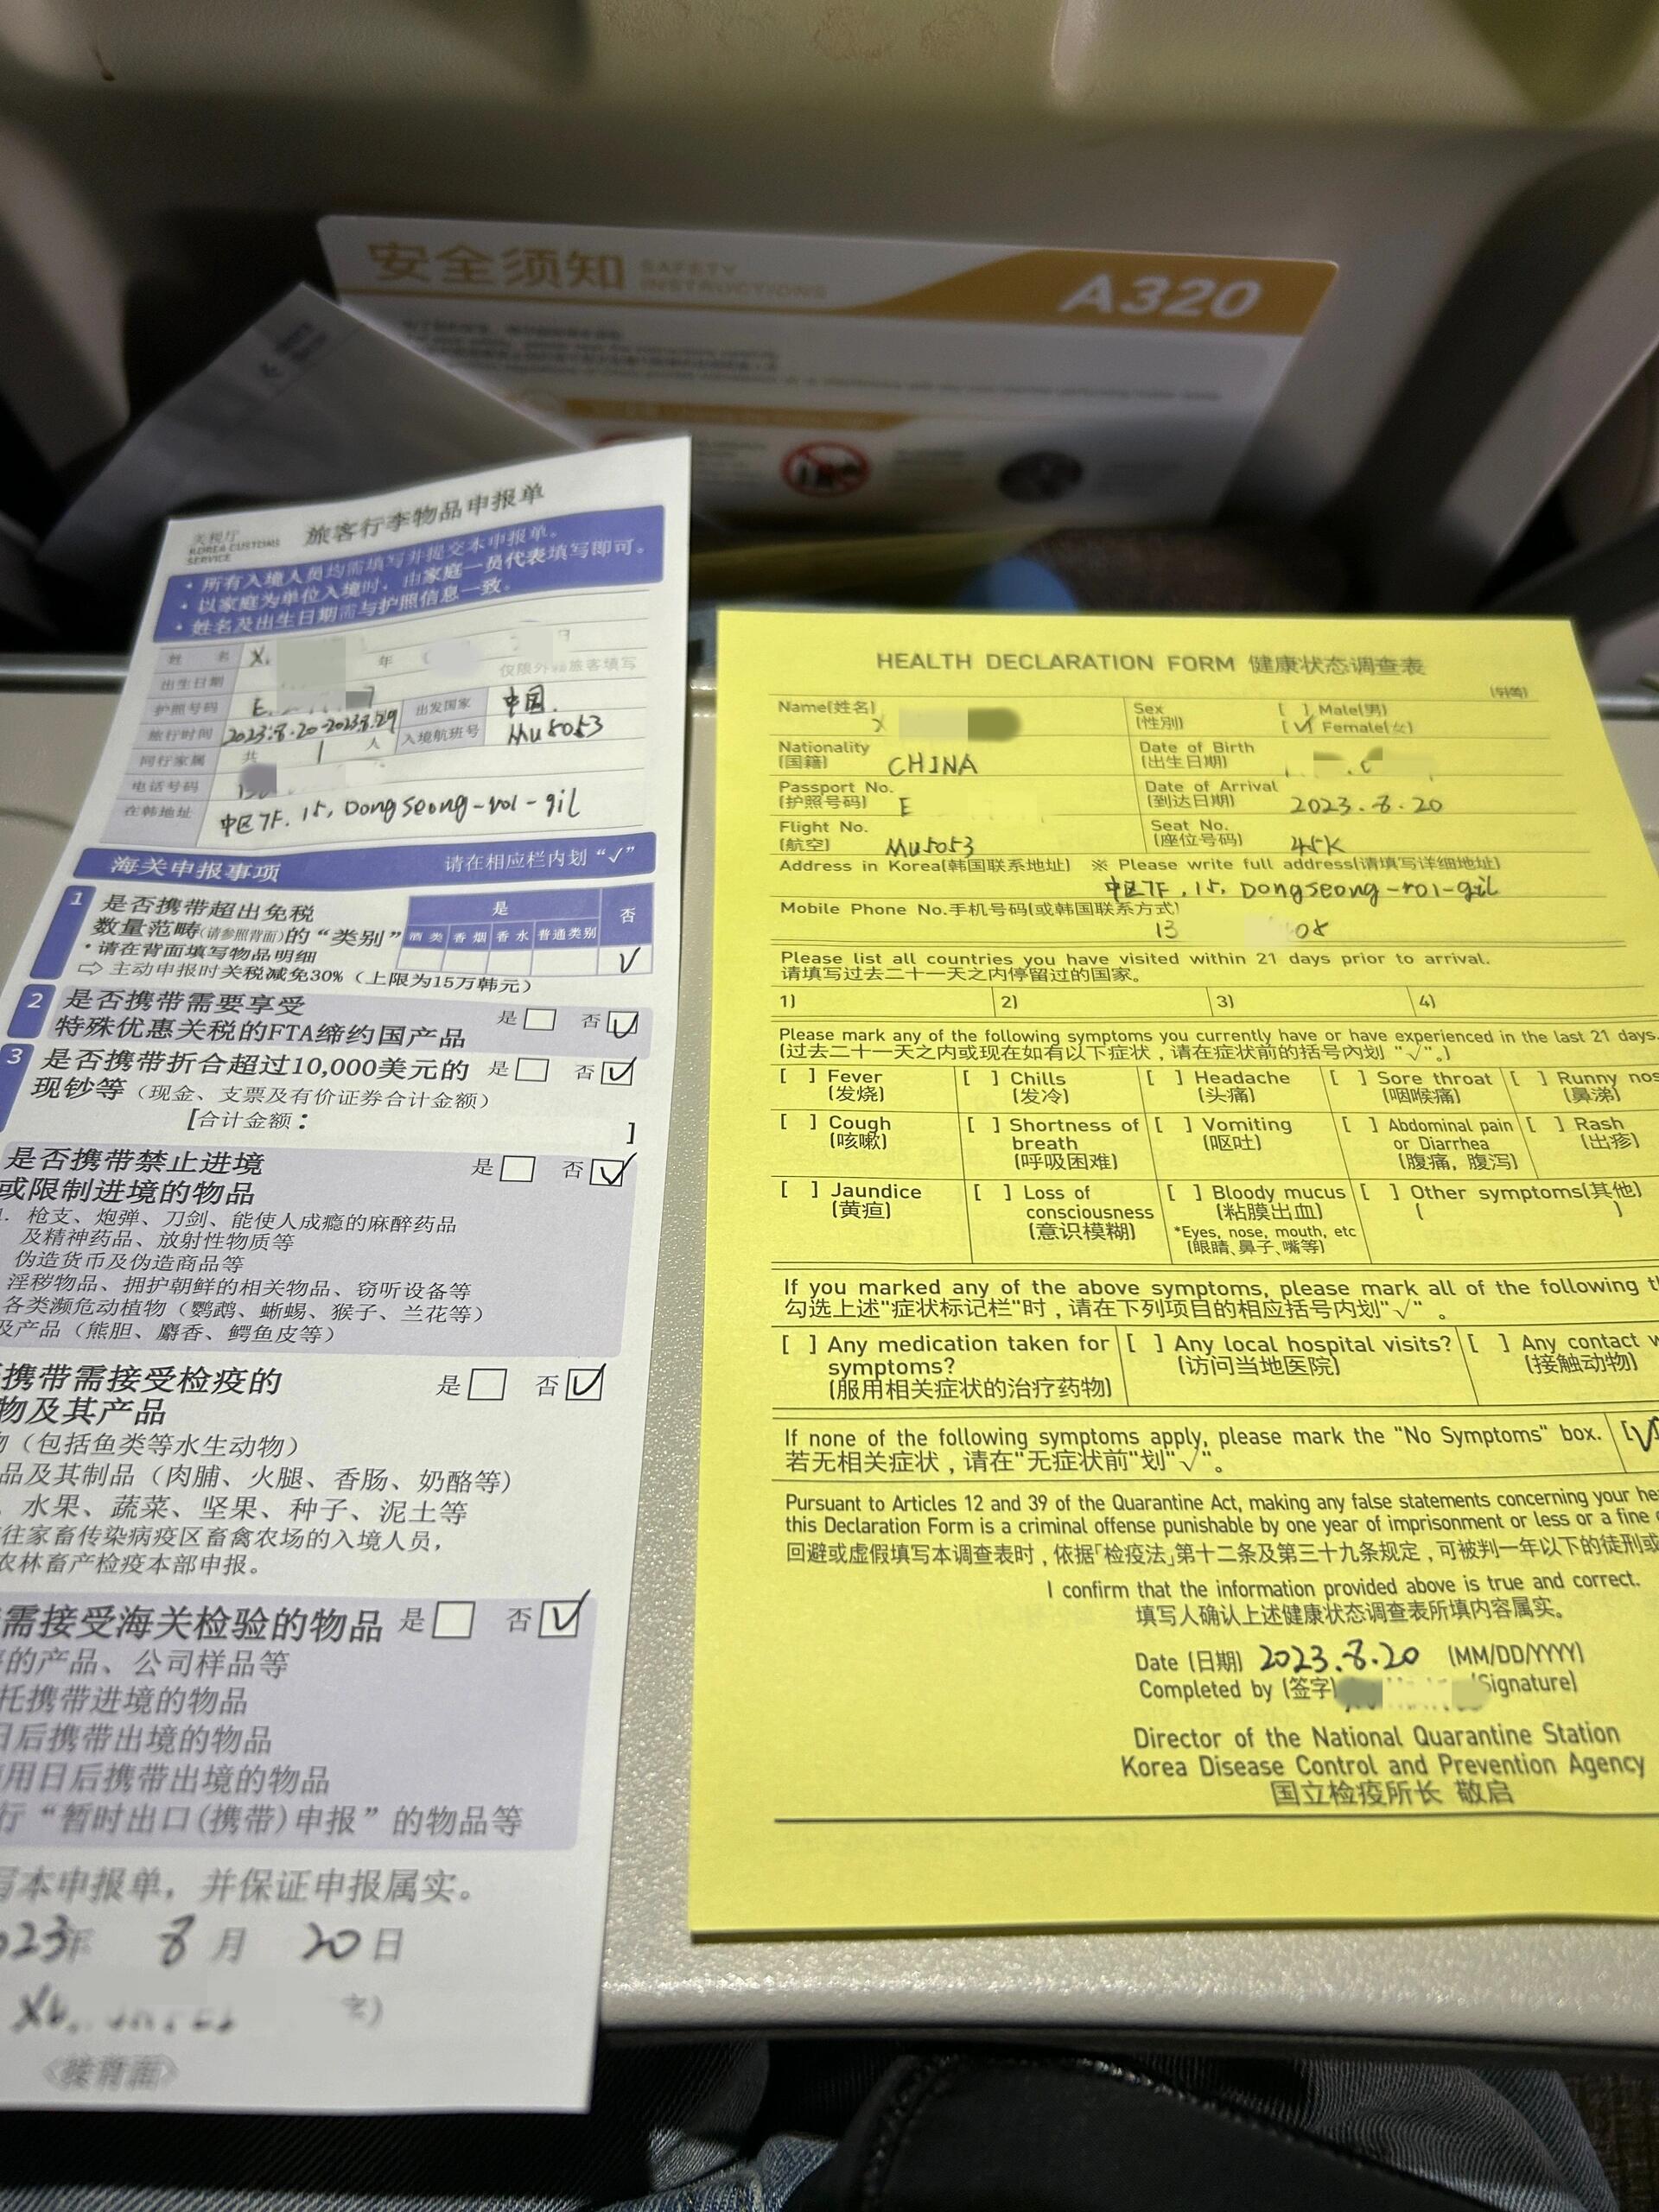 安全须知 SAFETY INSTRUCTIONS
A320
关税厅
KOREA CUSTOMS SERVICE
旅客行李物品申报单
• 所有入境人员均需填写并提交本申报单。
• 以家庭为单位入境时，由家庭一员代表填写即可。
• 姓名及出生日期需与护照信息一致。
姓 名 X.
出生日期 年 日 仅限外国旅客填写
护照号码 E 出发国家 中国.
旅行时间 2023.8.20-2023.8.29 入境航班号 MU5053
同行家属 共 1 人
电话号码
在韩地址 中区7F. 15, Dongseong-rol-gil
海关申报事项 请在相应栏内划“√”
1 是否携带超出免税
数量范畴(请参照背面)的“类别”
是 否
酒类 香烟 香水 普通类别
√
• 请在背面填写物品明细
⇨ 主动申报时关税减免30%（上限为15万韩元）
2 是否携带需要享受
特殊优惠关税的FTA缔约国产品 是 否 √
3 是否携带折合超过10,000美元的 是 否 √
现钞等（现金、支票及有价证券合计金额）
[合计金额： ]
是否携带禁止进境 是 否 √
或限制进境的物品
枪支、炮弹、刀剑、能使人成瘾的麻醉药品
及精神药品、放射性物质等
伪造货币及伪造商品等
淫秽物品、拥护朝鲜的相关物品、窃听设备等
各类濒危动植物（鹦鹉、蜥蜴、猴子、兰花等）
及产品（熊胆、麝香、鳄鱼皮等）
携带需接受检疫的 是 否 √
物及其产品
（包括鱼类等水生动物）
品及其制品（肉脯、火腿、香肠、奶酪等）
、水果、蔬菜、坚果、种子、泥土等
往家畜传染病疫区畜禽农场的入境人员，
农林畜产检疫本部申报。
需接受海关检验的物品 是 否 √
的产品、公司样品等
托携带进境的物品
日后携带出境的物品
用日后携带出境的物品
行“暂时出口(携带)申报”的物品等
写本申报单，并保证申报属实。
023年 8 月 20 日
<接背面>
HEALTH DECLARATION FORM 健康状态调查表
Name(姓名) X
Sex (性别) [ ] Male(男)
[√] Female(女)
Nationality (国籍) CHINA
Date of Birth (出生日期)
Passport No. (护照号码) E
Date of Arrival (到达日期) 2023.8.20
Flight No. (航空) MU5053
Seat No. (座位号码) 45K
Address in Korea(韩国联系地址) ※ Please write full address(请填写详细地址)
中区7F. 15, Dongseong-rol-gil
Mobile Phone No.手机号码(或韩国联系方式)
13 08
Please list all countries you have visited within 21 days prior to arrival.
请填写过去二十一天之内停留过的国家。
1) 2) 3) 4)
Please mark any of the following symptoms you currently have or have experienced in the last 21 days.
(过去二十一天之内或现在如有以下症状，请在症状前的括号内划 "√"。)
[ ] Fever (发烧) [ ] Chills (发冷) [ ] Headache (头痛) [ ] Sore throat (咽喉痛) [ ] Runny nos (鼻涕)
[ ] Cough (咳嗽) [ ] Shortness of breath (呼吸困难) [ ] Vomiting (呕吐) [ ] Abdominal pain or Diarrhea (腹痛, 腹泻) [ ] Rash (出疹)
[ ] Jaundice (黄疸) [ ] Loss of consciousness (意识模糊) [ ] Bloody mucus (粘膜出血) *Eyes, nose, mouth, etc (眼睛、鼻子、嘴等) [ ] Other symptoms(其他) ( )
If you marked any of the above symptoms, please mark all of the following t
勾选上述"症状标记栏"时，请在下列项目的相应括号内划"√" 。
[ ] Any medication taken for symptoms? (服用相关症状的治疗药物) [ ] Any local hospital visits? (访问当地医院) [ ] Any contact w (接触动物)
If none of the following symptoms apply, please mark the "No Symptoms" box. [√]
若无相关症状，请在"无症状前"划"√"。
Pursuant to Articles 12 and 39 of the Quarantine Act, making any false statements concerning your he
this Declaration Form is a criminal offense punishable by one year of imprisonment or less or a fine
回避或虚假填写本调查表时，依据「检疫法」第十二条及第三十九条规定，可被判一年以下的徒刑或
I confirm that the information provided above is true and correct.
填写人确认上述健康状态调查表所填内容属实。
Date (日期) 2023.8.20 (MM/DD/YYYY)
Completed by (签字) (Signature)
Director of the National Quarantine Station
Korea Disease Control and Prevention Agency
国立检疫所长 敬启